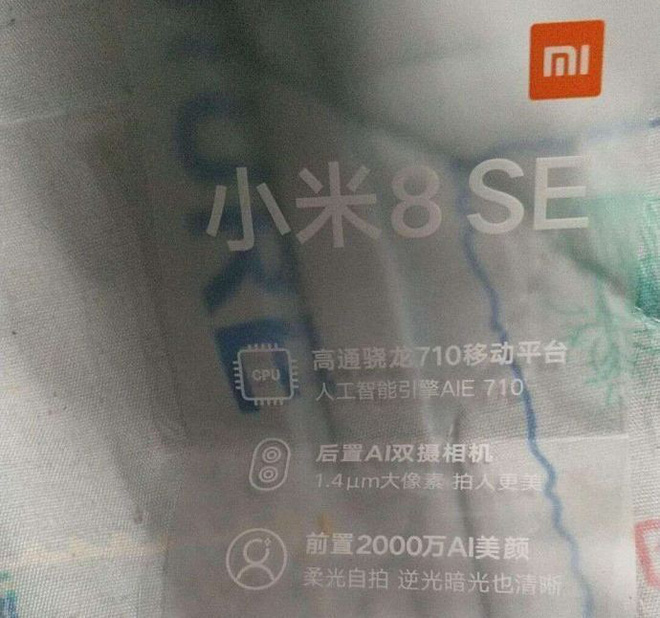 mi
小米8 SE
CPU
高通骁龙710移动平台
人工智能引擎AIE 710
后置AI双摄相机
1.4μm大像素 拍人更美
前置2000万AI美颜
柔光自拍 逆光暗光也清晰